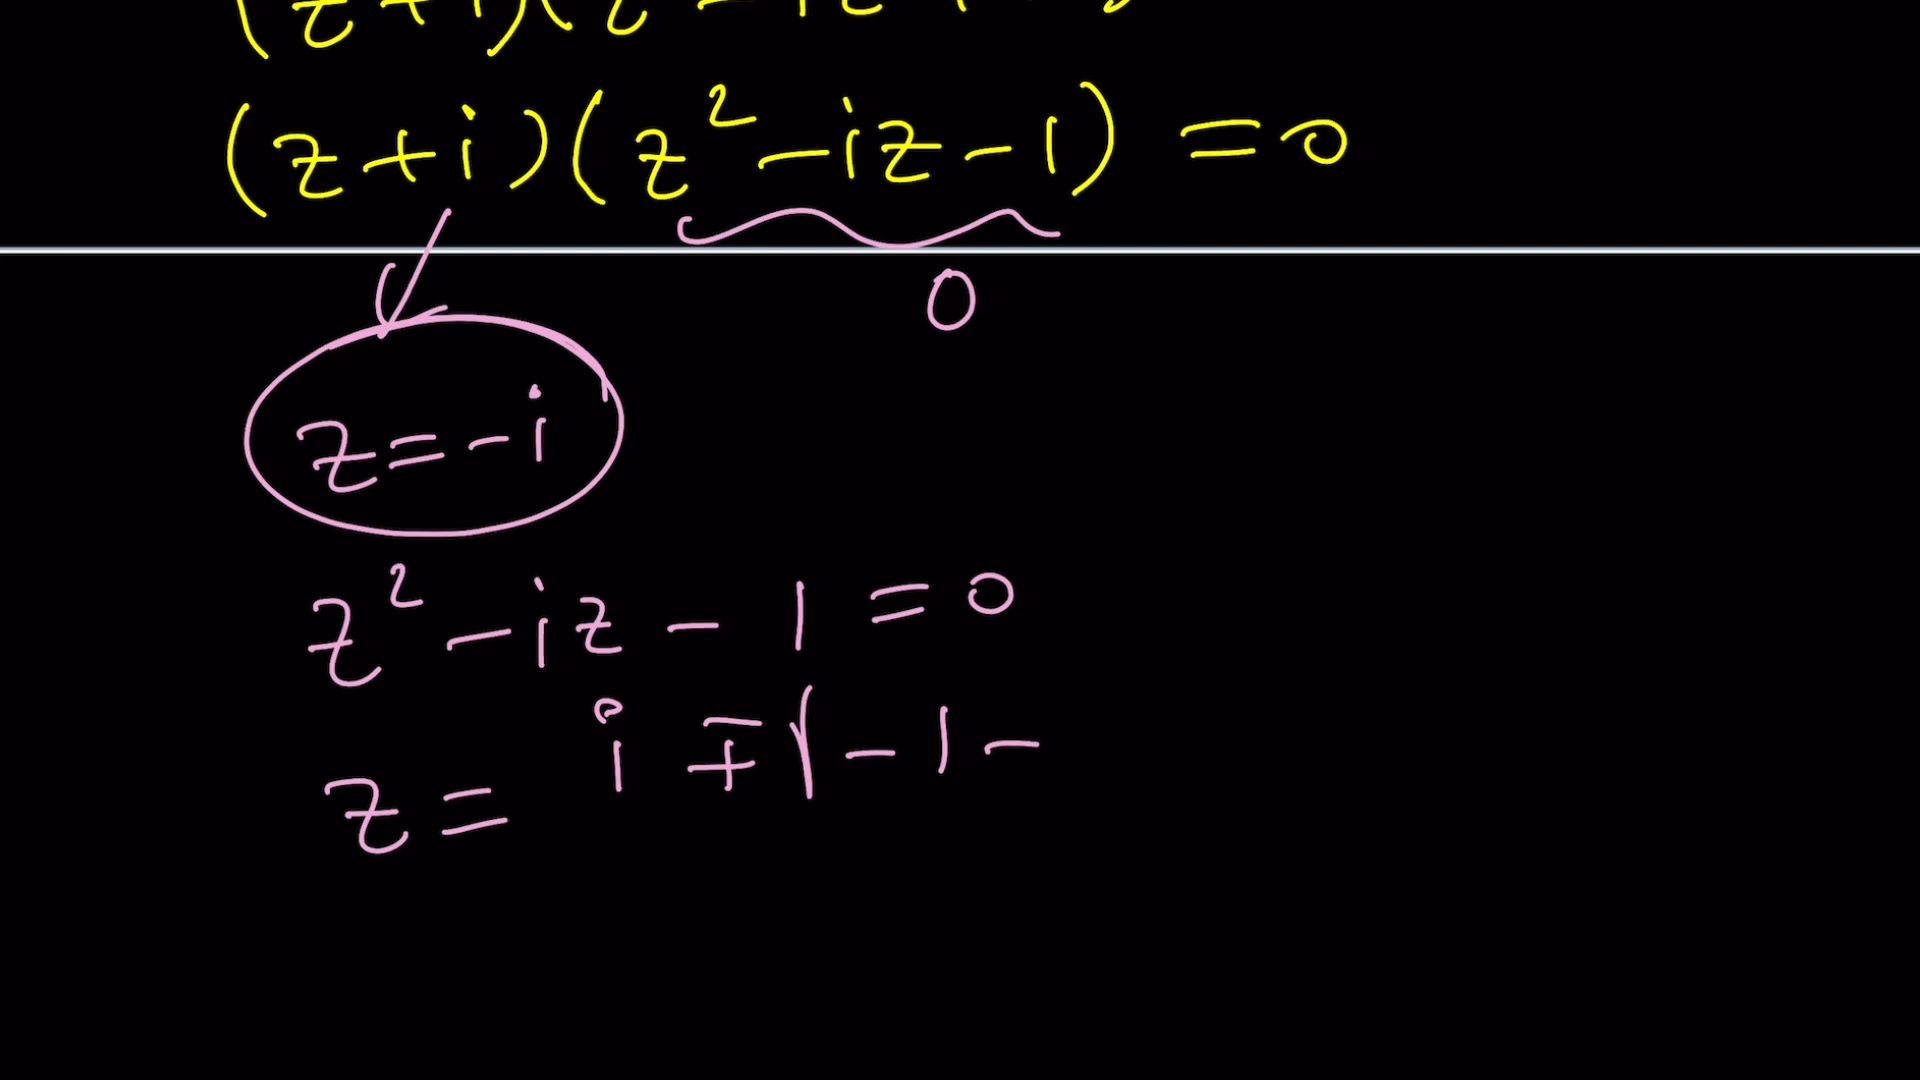 (z+i)(z²-iz-1)=0
0
z=-i
z²-iz-1=0
z= i∓√-1-